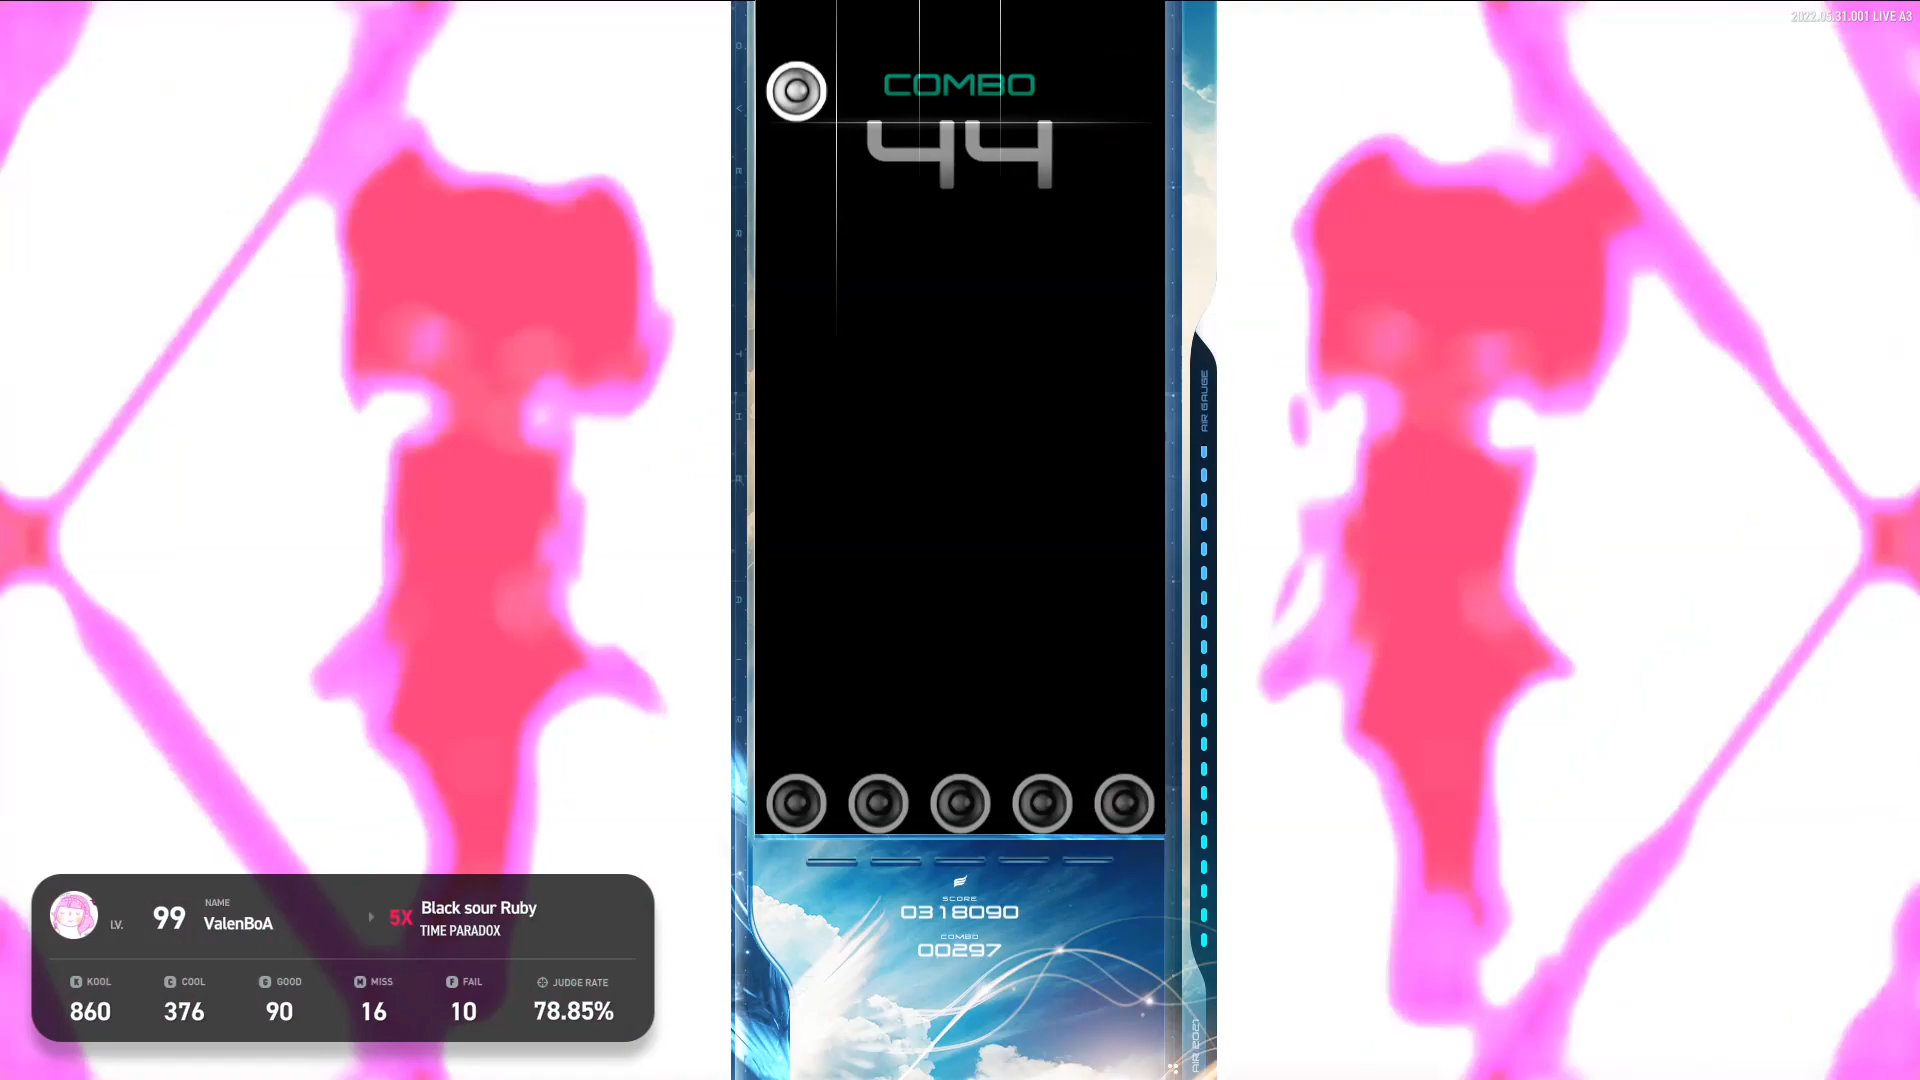 2022.05.31.001 LIVE A3
COMBO
44
AIR GAUGE
SCORE
0318090
COMBO
00297
AIR 2021
LV. 99
NAME
ValenBoA
5X
Black sour Ruby
TIME PARADOX
K KOOL
C COOL
G GOOD
M MISS
F FAIL
JUDGE RATE
860
376
90
16
10
78.85%